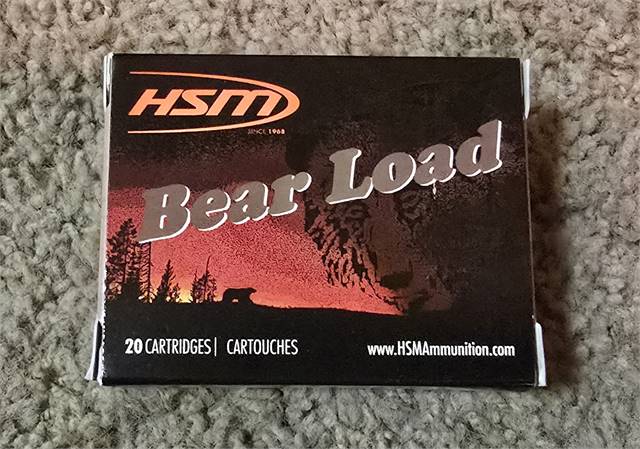 HSM
SINCE 1968
Bear Load
20 CARTRIDGES| CARTOUCHES
www.HSMAmmunition.com